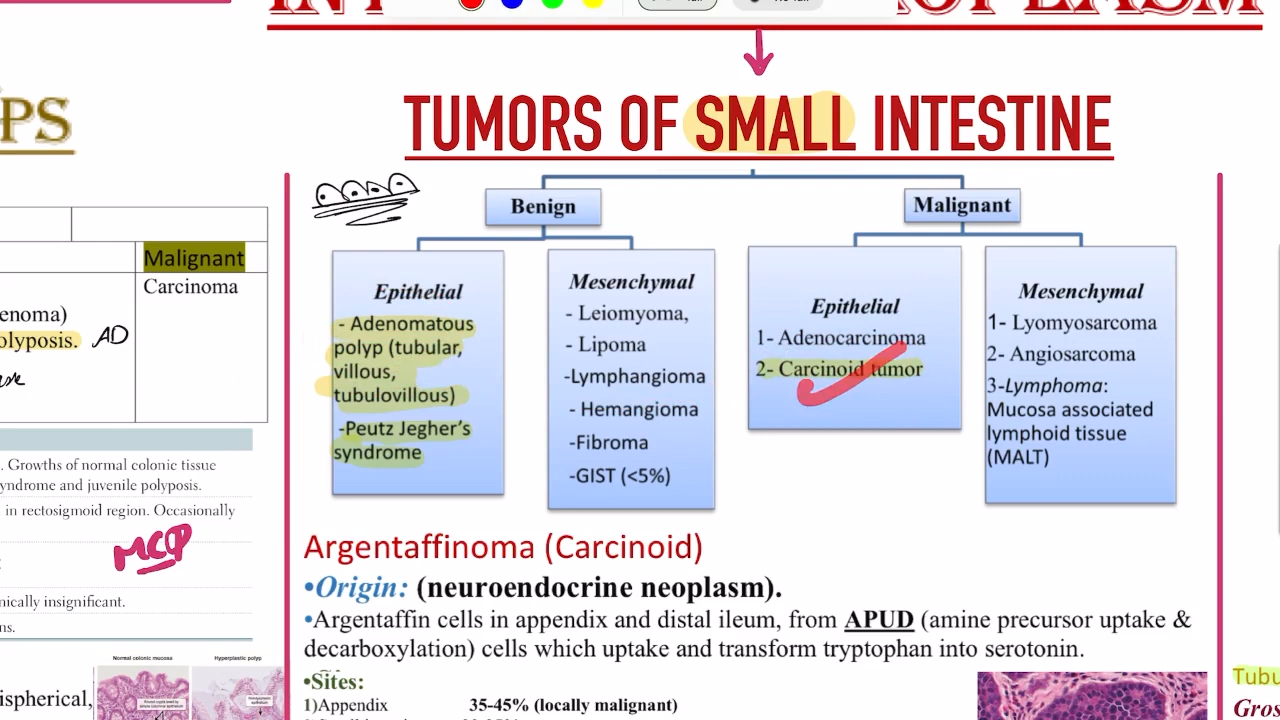 PS
TUMORS OF SMALL INTESTINE
Benign
Malignant
Epithelial
- Adenomatous
polyp (tubular,
villous,
tubulovillous)
-Peutz Jegher's
syndrome
Mesenchymal
- Leiomyoma,
- Lipoma
-Lymphangioma
- Hemangioma
-Fibroma
-GIST (<5%)
Epithelial
1- Adenocarcinoma
2- Carcinoid tumor
Mesenchymal
1- Lyomyosarcoma
2- Angiosarcoma
3-Lymphoma:
Mucosa associated
lymphoid tissue
(MALT)
Malignant
Carcinoma
enoma)
olyposis. AD
. Growths of normal colonic tissue
yndrome and juvenile polyposis.
in rectosigmoid region. Occasionally
MCQ
nically insignificant.
ns.
Normal colonic mucosa
Hyperplastic polyp
ispherical,
Argentaffinoma (Carcinoid)
•Origin: (neuroendocrine neoplasm).
•Argentaffin cells in appendix and distal ileum, from APUD (amine precursor uptake &
decarboxylation) cells which uptake and transform tryptophan into serotonin.
•Sites:
1)Appendix 35-45% (locally malignant)
Tubu
Gros